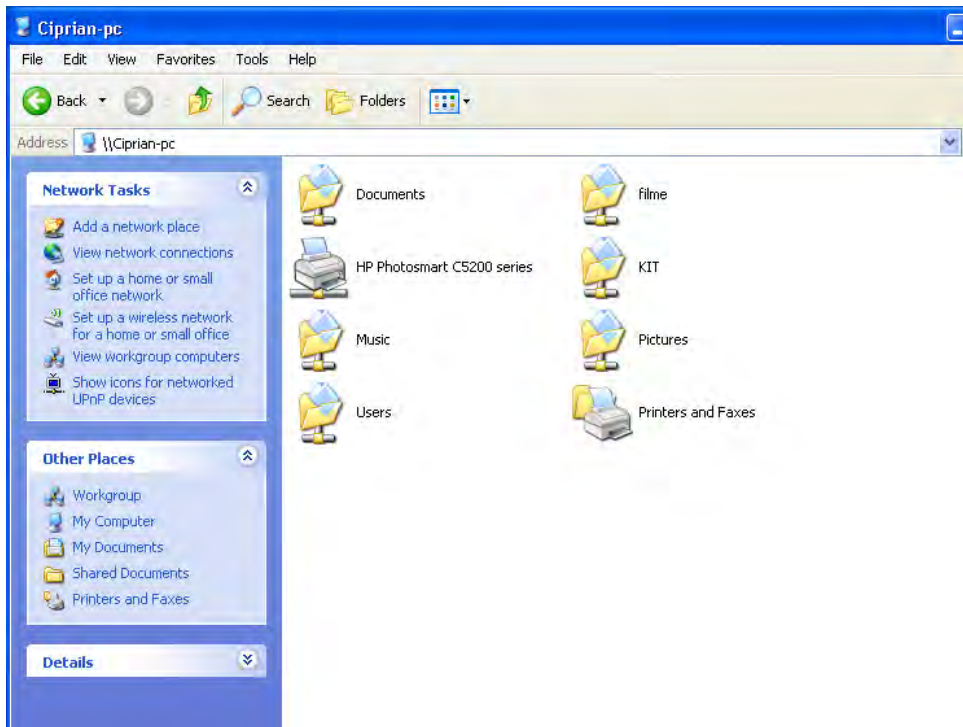 Ciprian-pc
File Edit View Favorites Tools Help
Back Search Folders
Address \\Ciprian-pc
Network Tasks
Add a network place
View network connections
Set up a home or small
office network
Set up a wireless network
for a home or small office
View workgroup computers
Show icons for networked
UPnP devices
Other Places
Workgroup
My Computer
My Documents
Shared Documents
Printers and Faxes
Details
Documents filme
HP Photosmart C5200 series KIT
Music Pictures
Users Printers and Faxes